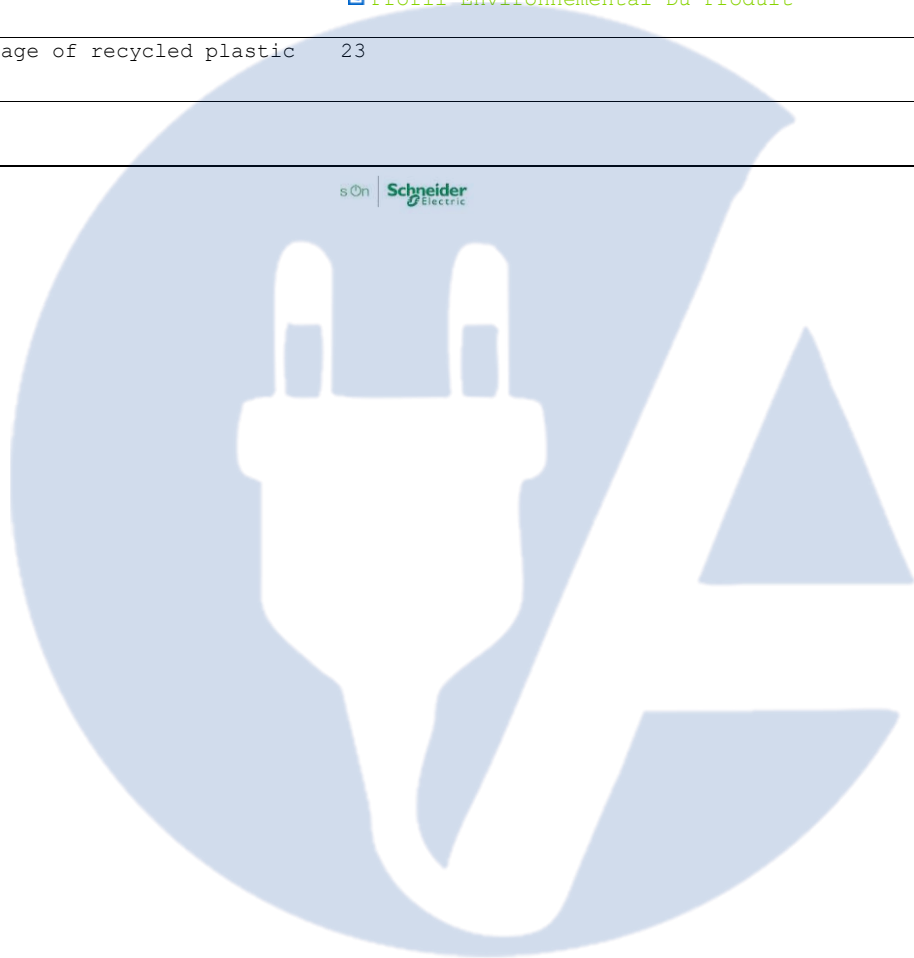 Profil Environnemental Du Produit
age of recycled plastic 23
s On Schneider
Electric